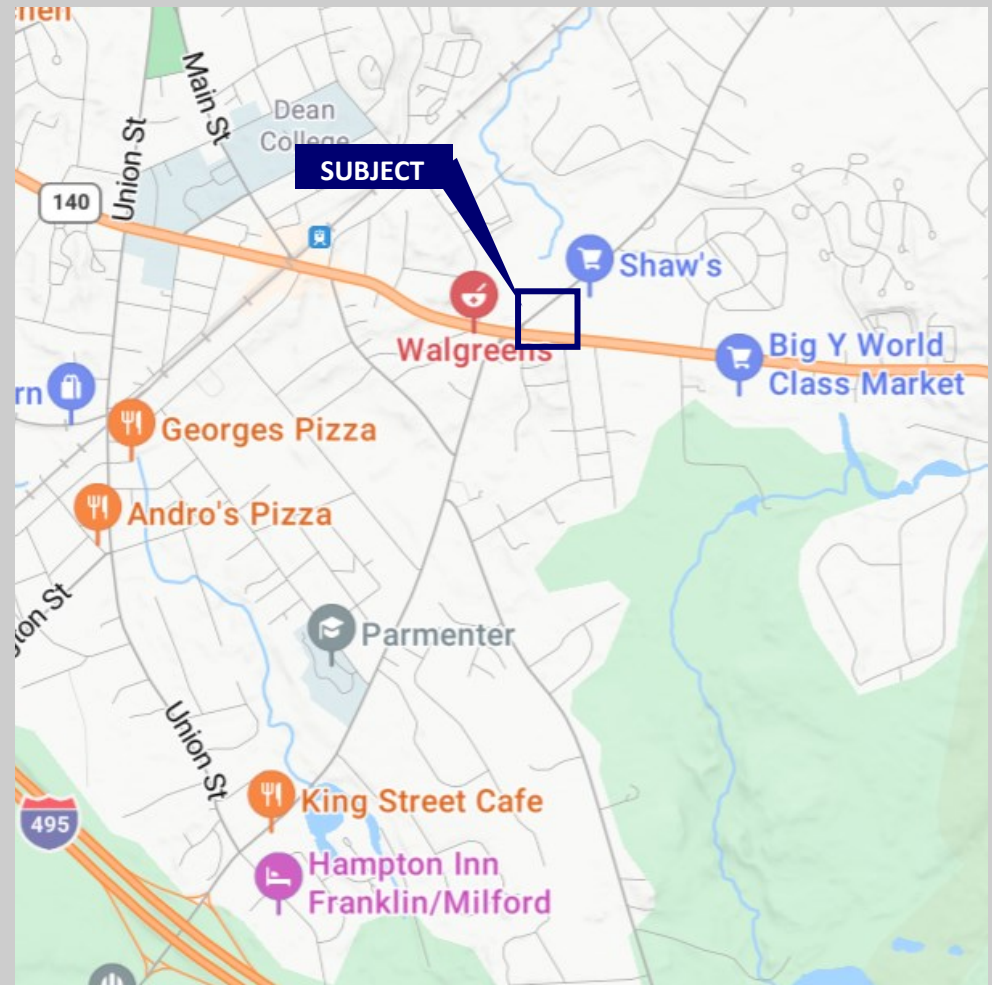 Main St
Union St
Dean
College
SUBJECT
140
Shaw's
Walgreens
Big Y World
Class Market
Georges Pizza
Andro's Pizza
Parmenter
Union St
King Street Cafe
495
Hampton Inn
Franklin/Milford